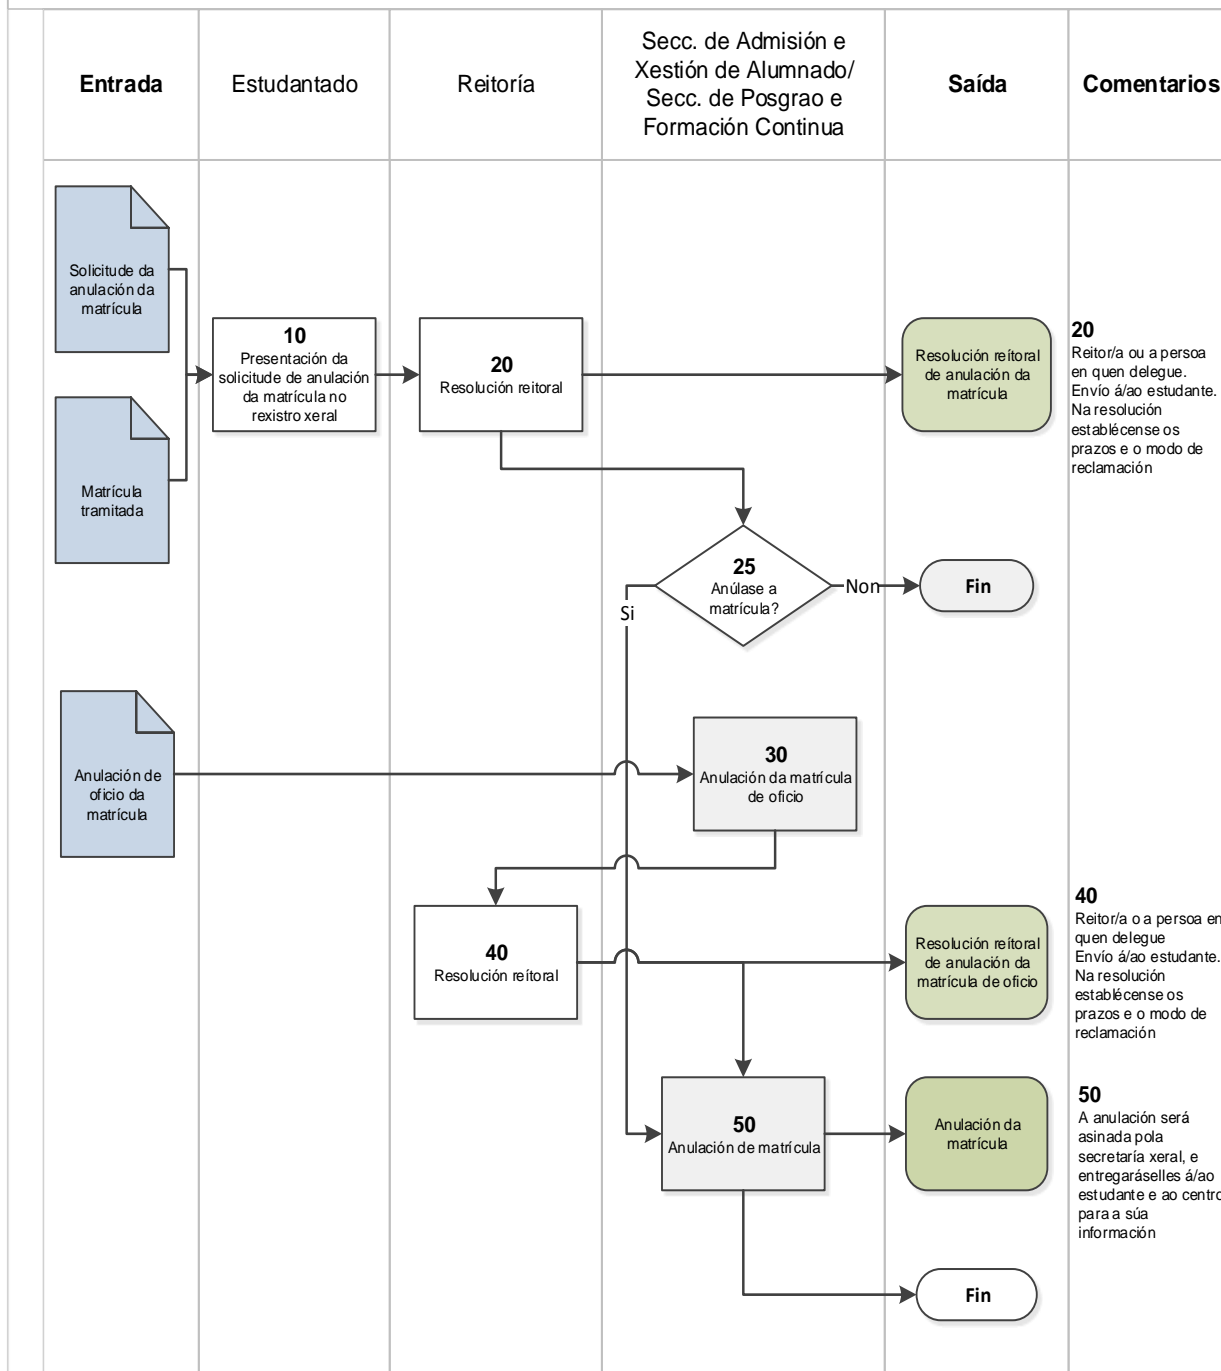 Entrada
Estudantado
Reitoría
Secc. de Admisión e
Xestión de Alumnado/
Secc. de Posgrao e
Formación Continua
Saída
Comentarios
Solicitude da
anulación da
matrícula
Matrícula
tramitada
10
Presentación da
solicitude de anulación
da matrícula no
rexistro xeral
20
Resolución reitoral
Resolución reítoral
de anulación da
matrícula
20
Reitor/a ou a persoa
en quen delegue.
Envío á/ao estudante.
Na resolución
establécense os
prazos e o modo de
reclamación
25
Anúlase a
matrícula?
Non
Fin
Si
Anulación de
oficio da
matrícula
30
Anulación da matrícula
de oficio
40
Resolución reítoral
Resolución reítoral
de anulación da
matrícula de oficio
40
Reitor/a o a persoa en
quen delegue
Envío á/ao estudante.
Na resolución
establécense os
prazos e o modo de
reclamación
50
Anulación de matrícula
Anulación da
matrícula
50
A anulación será
asinada pola
secretaría xeral, e
entregaráselles á/ao
estudante e ao centro
para a súa
información
Fin